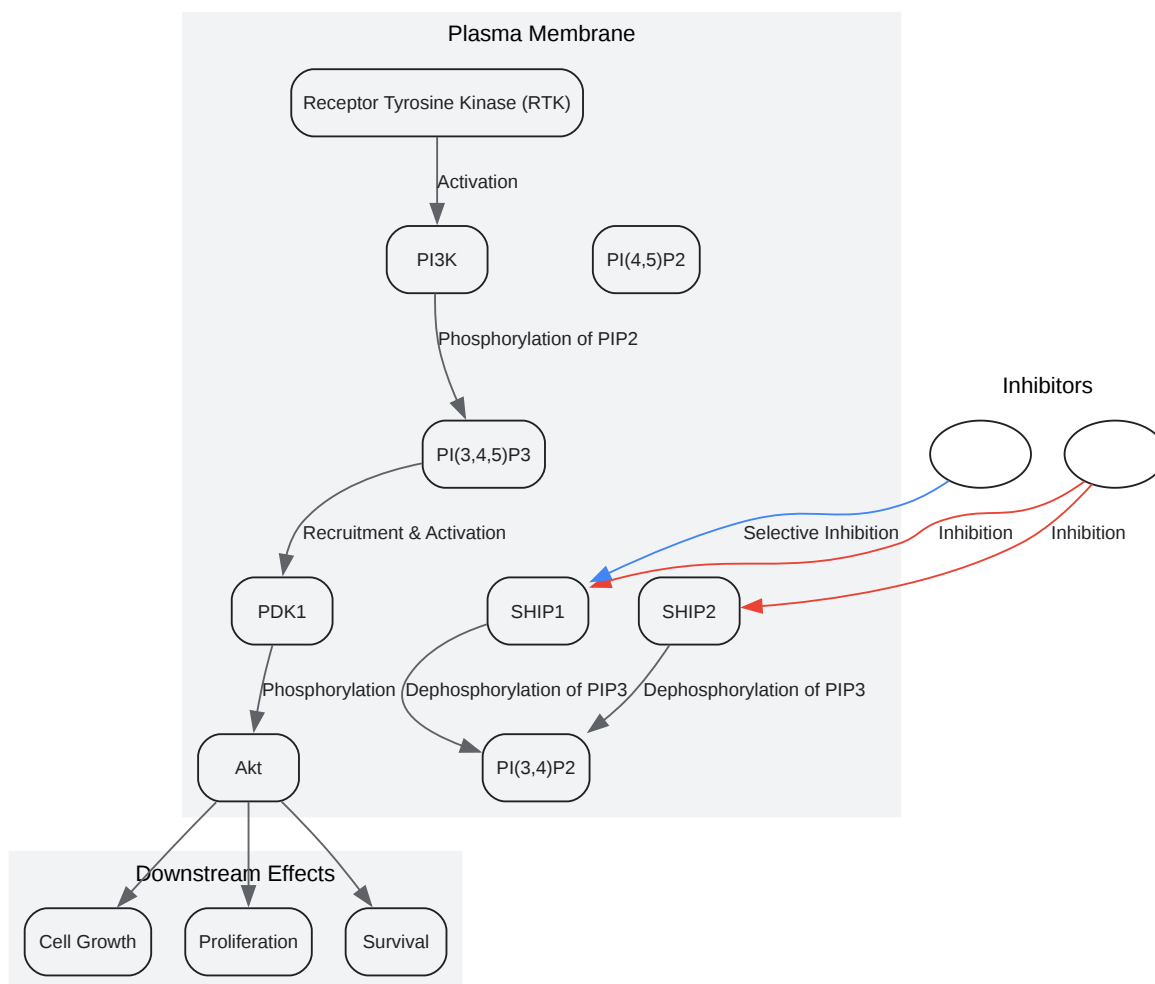 Plasma Membrane
Receptor Tyrosine Kinase (RTK)
Activation
PI3K
PI(4,5)P2
Phosphorylation of PIP2
Inhibitors
PI(3,4,5)P3
Recruitment & Activation
Selective Inhibition
Inhibition
Inhibition
PDK1
SHIP1
SHIP2
Phosphorylation
Dephosphorylation of PIP3
Dephosphorylation of PIP3
Akt
PI(3,4)P2
Downstream Effects
Cell Growth
Proliferation
Survival